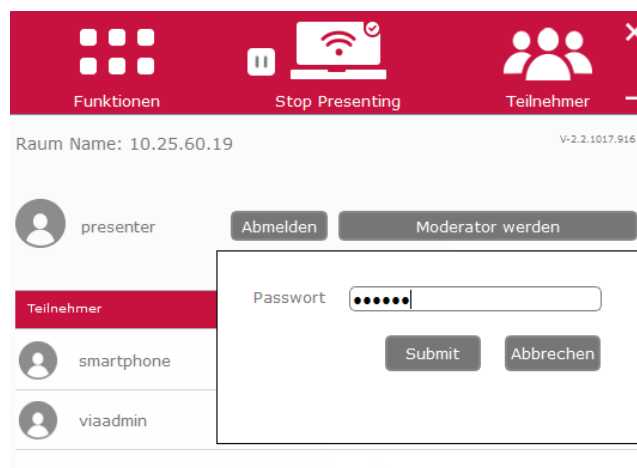 Funktionen
Stop Presenting
Teilnehmer
Raum Name: 10.25.60.19
V-2.2.1017.916
presenter
Abmelden
Moderator werden
Passwort
Teilnehmer
Submit
Abbrechen
smartphone
viaadmin